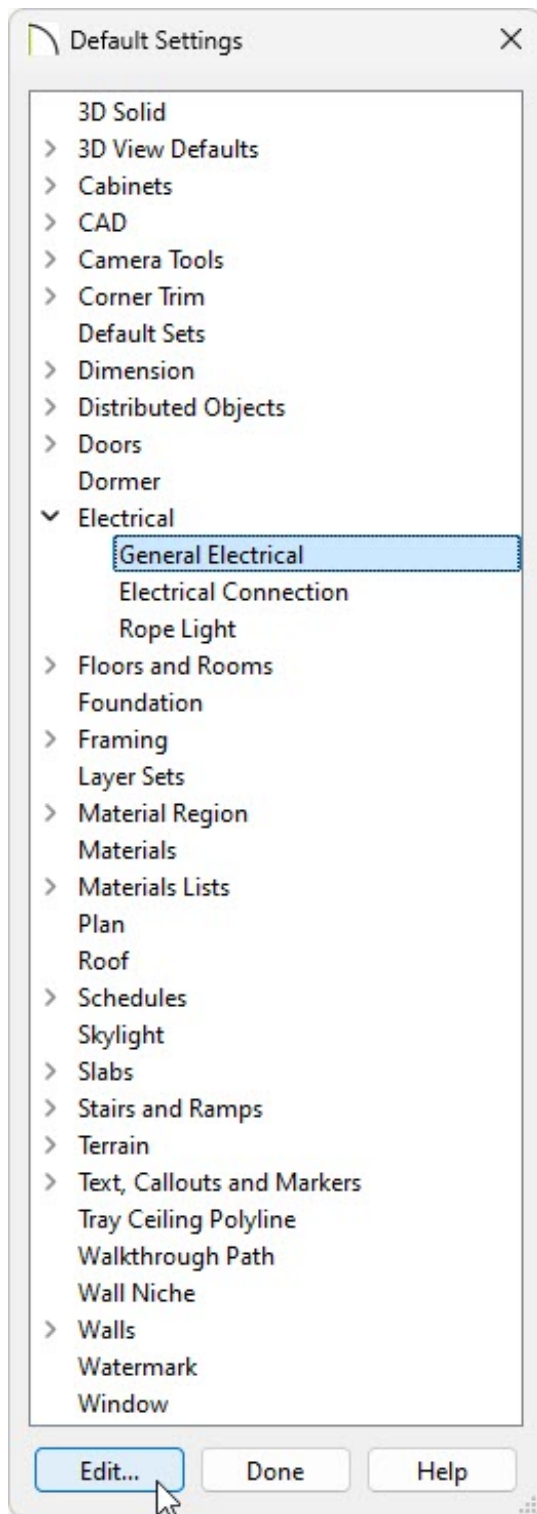 Default Settings
3D Solid
3D View Defaults
Cabinets
CAD
Camera Tools
Corner Trim
Default Sets
Dimension
Distributed Objects
Doors
Dormer
Electrical
General Electrical
Electrical Connection
Rope Light
Floors and Rooms
Foundation
Framing
Layer Sets
Material Region
Materials
Materials Lists
Plan
Roof
Schedules
Skylight
Slabs
Stairs and Ramps
Terrain
Text, Callouts and Markers
Tray Ceiling Polyline
Walkthrough Path
Wall Niche
Walls
Watermark
Window
Edit... Done Help